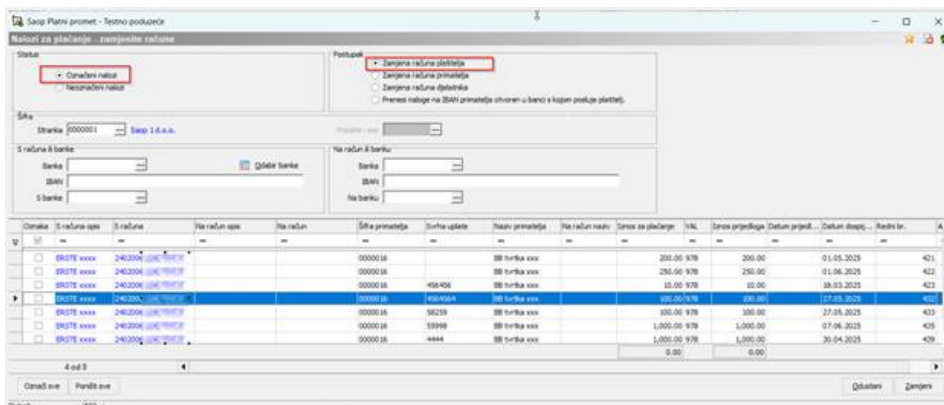 Saop Platni promet - Testno poduzeće
Nalozi za plaćanje - zamjenite račune
Status
Označeni nalozi
Neoznačeni nalozi
Postupak
Zamjena računa platitelja
Zamjena računa primatelja
Zamjena računa djelatnika
Prenesi naloge na IBAN primatelja otvoren u banci s kojom posluje platitelj.
Šifra
Stranka 0000001 Saop 1 d.o.o.
S računa ili banke
Banka
Odabir banke
IBAN
S banke
Na račun ili banku
Banka
IBAN
Na banku
Oznaka S računa opis S računa Na račun opis Na račun Šifra primatelja Svrha uplate Naziv primatelja Na račun naziv Iznos za plaćanje VAL Iznos prijedloga Datum prijedl... Datum dospij... Redni br. A
ERSTE xxxx 2402006 0000016 BB tvrtka xxx 200.00 978 200.00 01.05.2025 421
ERSTE xxxx 2402006 0000016 BB tvrtka xxx 250.00 978 250.00 01.06.2025 422
ERSTE xxxx 2402006 0000016 456456 BB tvrtka xxx 10.00 978 10.00 18.03.2025 423
ERSTE xxxx 240200 0000016 4564564 BB tvrtka xxx 100.00 978 100.00 27.05.2025 432
ERSTE xxxx 2402006 0000016 58259 BB tvrtka xxx 100.00 978 100.00 27.05.2025 433
ERSTE xxxx 2402006 0000016 59998 BB tvrtka xxx 1,000.00 978 1,000.00 07.06.2025 435
ERSTE xxxx 2402006 0000016 4444 BB tvrtka xxx 1,000.00 978 1,000.00 30.04.2025 439
0.00 0.00
4 od 8
Označi sve Poništi sve Odustani Zamjeni